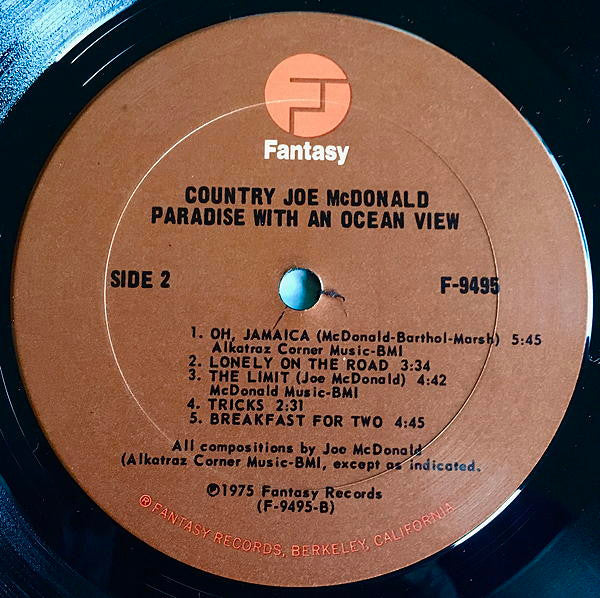 Fantasy
COUNTRY JOE McDONALD
PARADISE WITH AN OCEAN VIEW
SIDE 2
F-9495
1. OH, JAMAICA (McDonald-Barthol-Marsh) 5:45
Alkatraz Corner Music-BMI
2. LONELY ON THE ROAD 3:34
3. THE LIMIT (Joe McDonald) 4:42
McDonald Music-BMI
4. TRICKS 2:31
5. BREAKFAST FOR TWO 4:45
All compositions by Joe McDonald
(Alkatraz Corner Music-BMI, except as indicated.
℗1975 Fantasy Records
(F-9495-B)
®FANTASY RECORDS, BERKELEY, CALIFORNIA